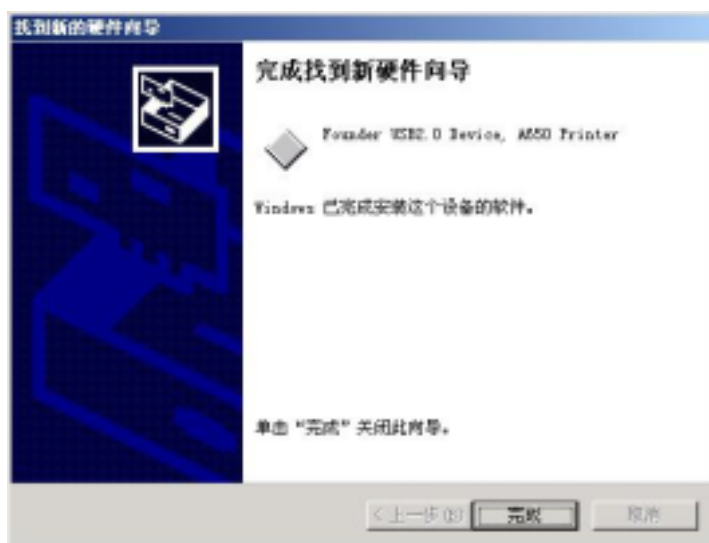 找到新的硬件向导
完成找到新硬件向导
Founder USB2.0 Device, A650 Printer
Windows 已完成安装这个设备的软件。
单击“完成”关闭此向导。
<上一步(B) 完成 取消